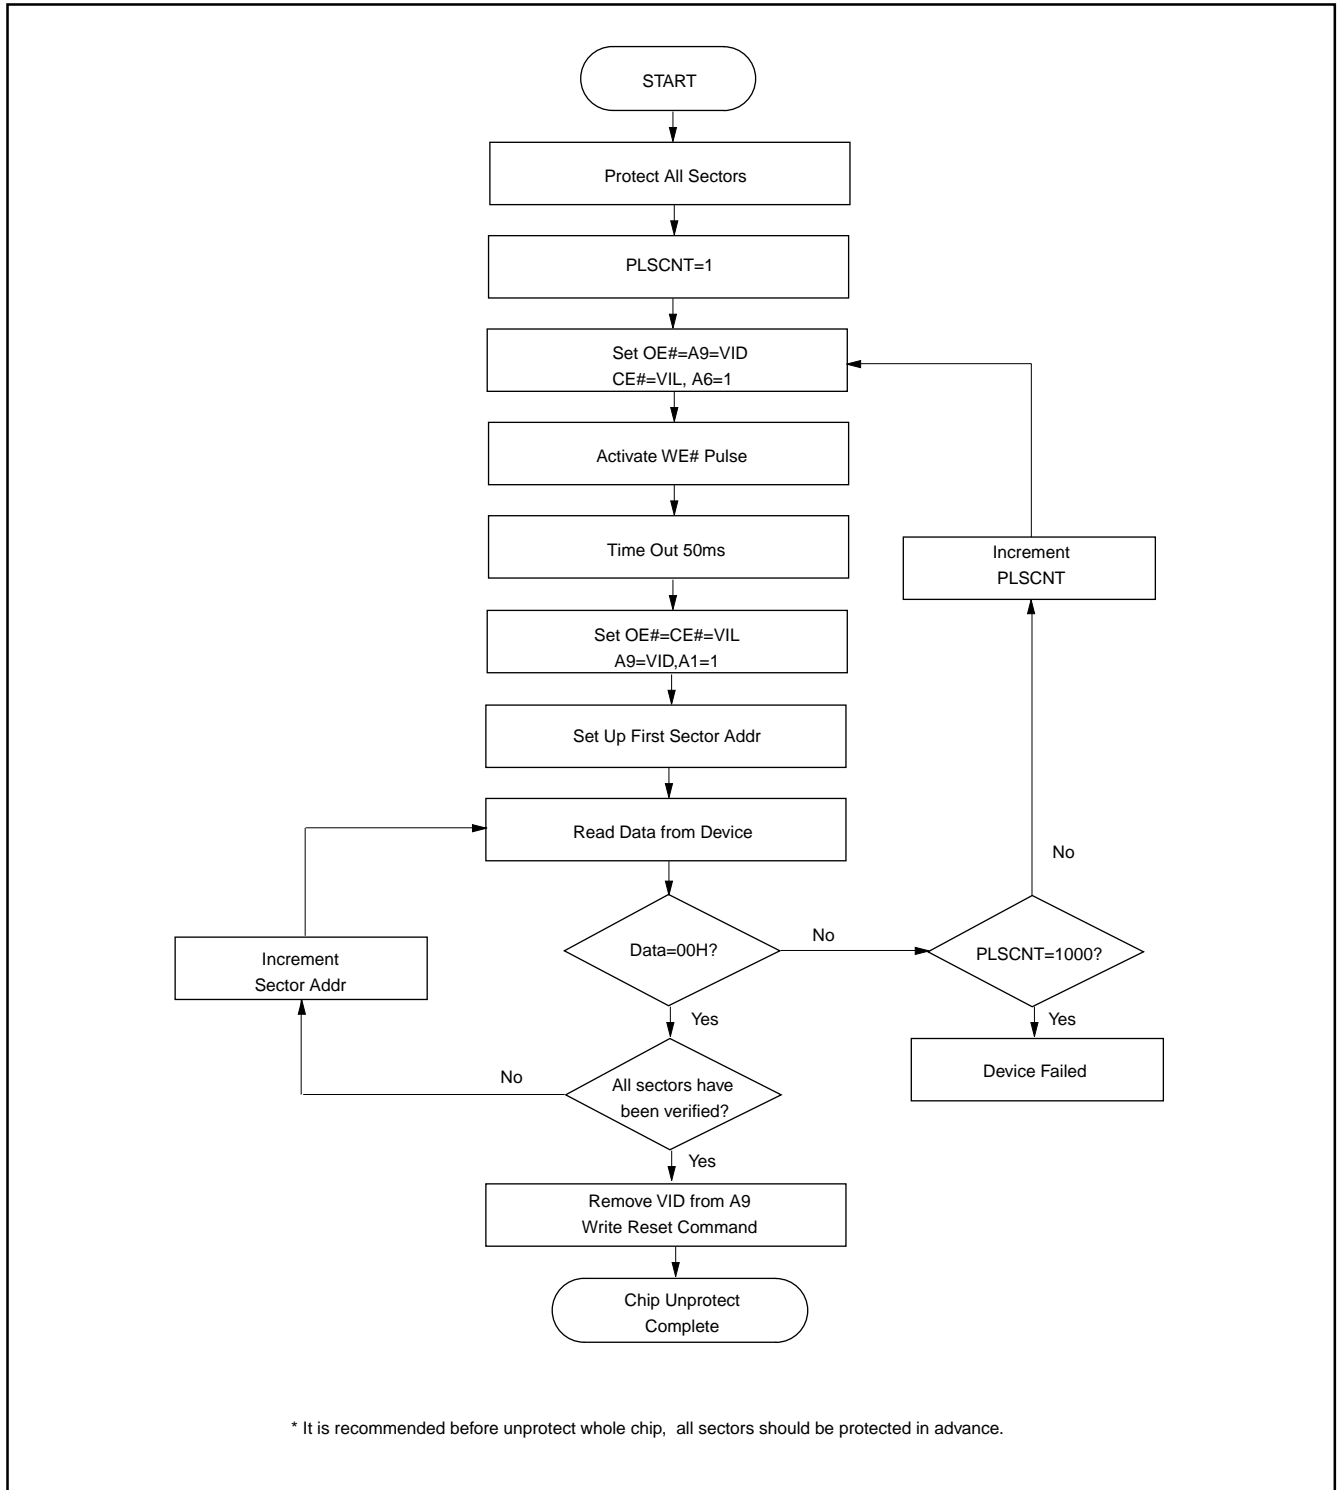 START
Protect All Sectors
PLSCNT=1
Set OE#=A9=VID
CE#=VIL, A6=1
Activate WE# Pulse
Time Out 50ms
Increment
PLSCNT
Set OE#=CE#=VIL
A9=VID,A1=1
Set Up First Sector Addr
Read Data from Device
No
Data=00H?
No
PLSCNT=1000?
Increment
Sector Addr
Yes
Yes
Device Failed
No
All sectors have
been verified?
Yes
Remove VID from A9
Write Reset Command
Chip Unprotect
Complete
* It is recommended before unprotect whole chip, all sectors should be protected in advance.